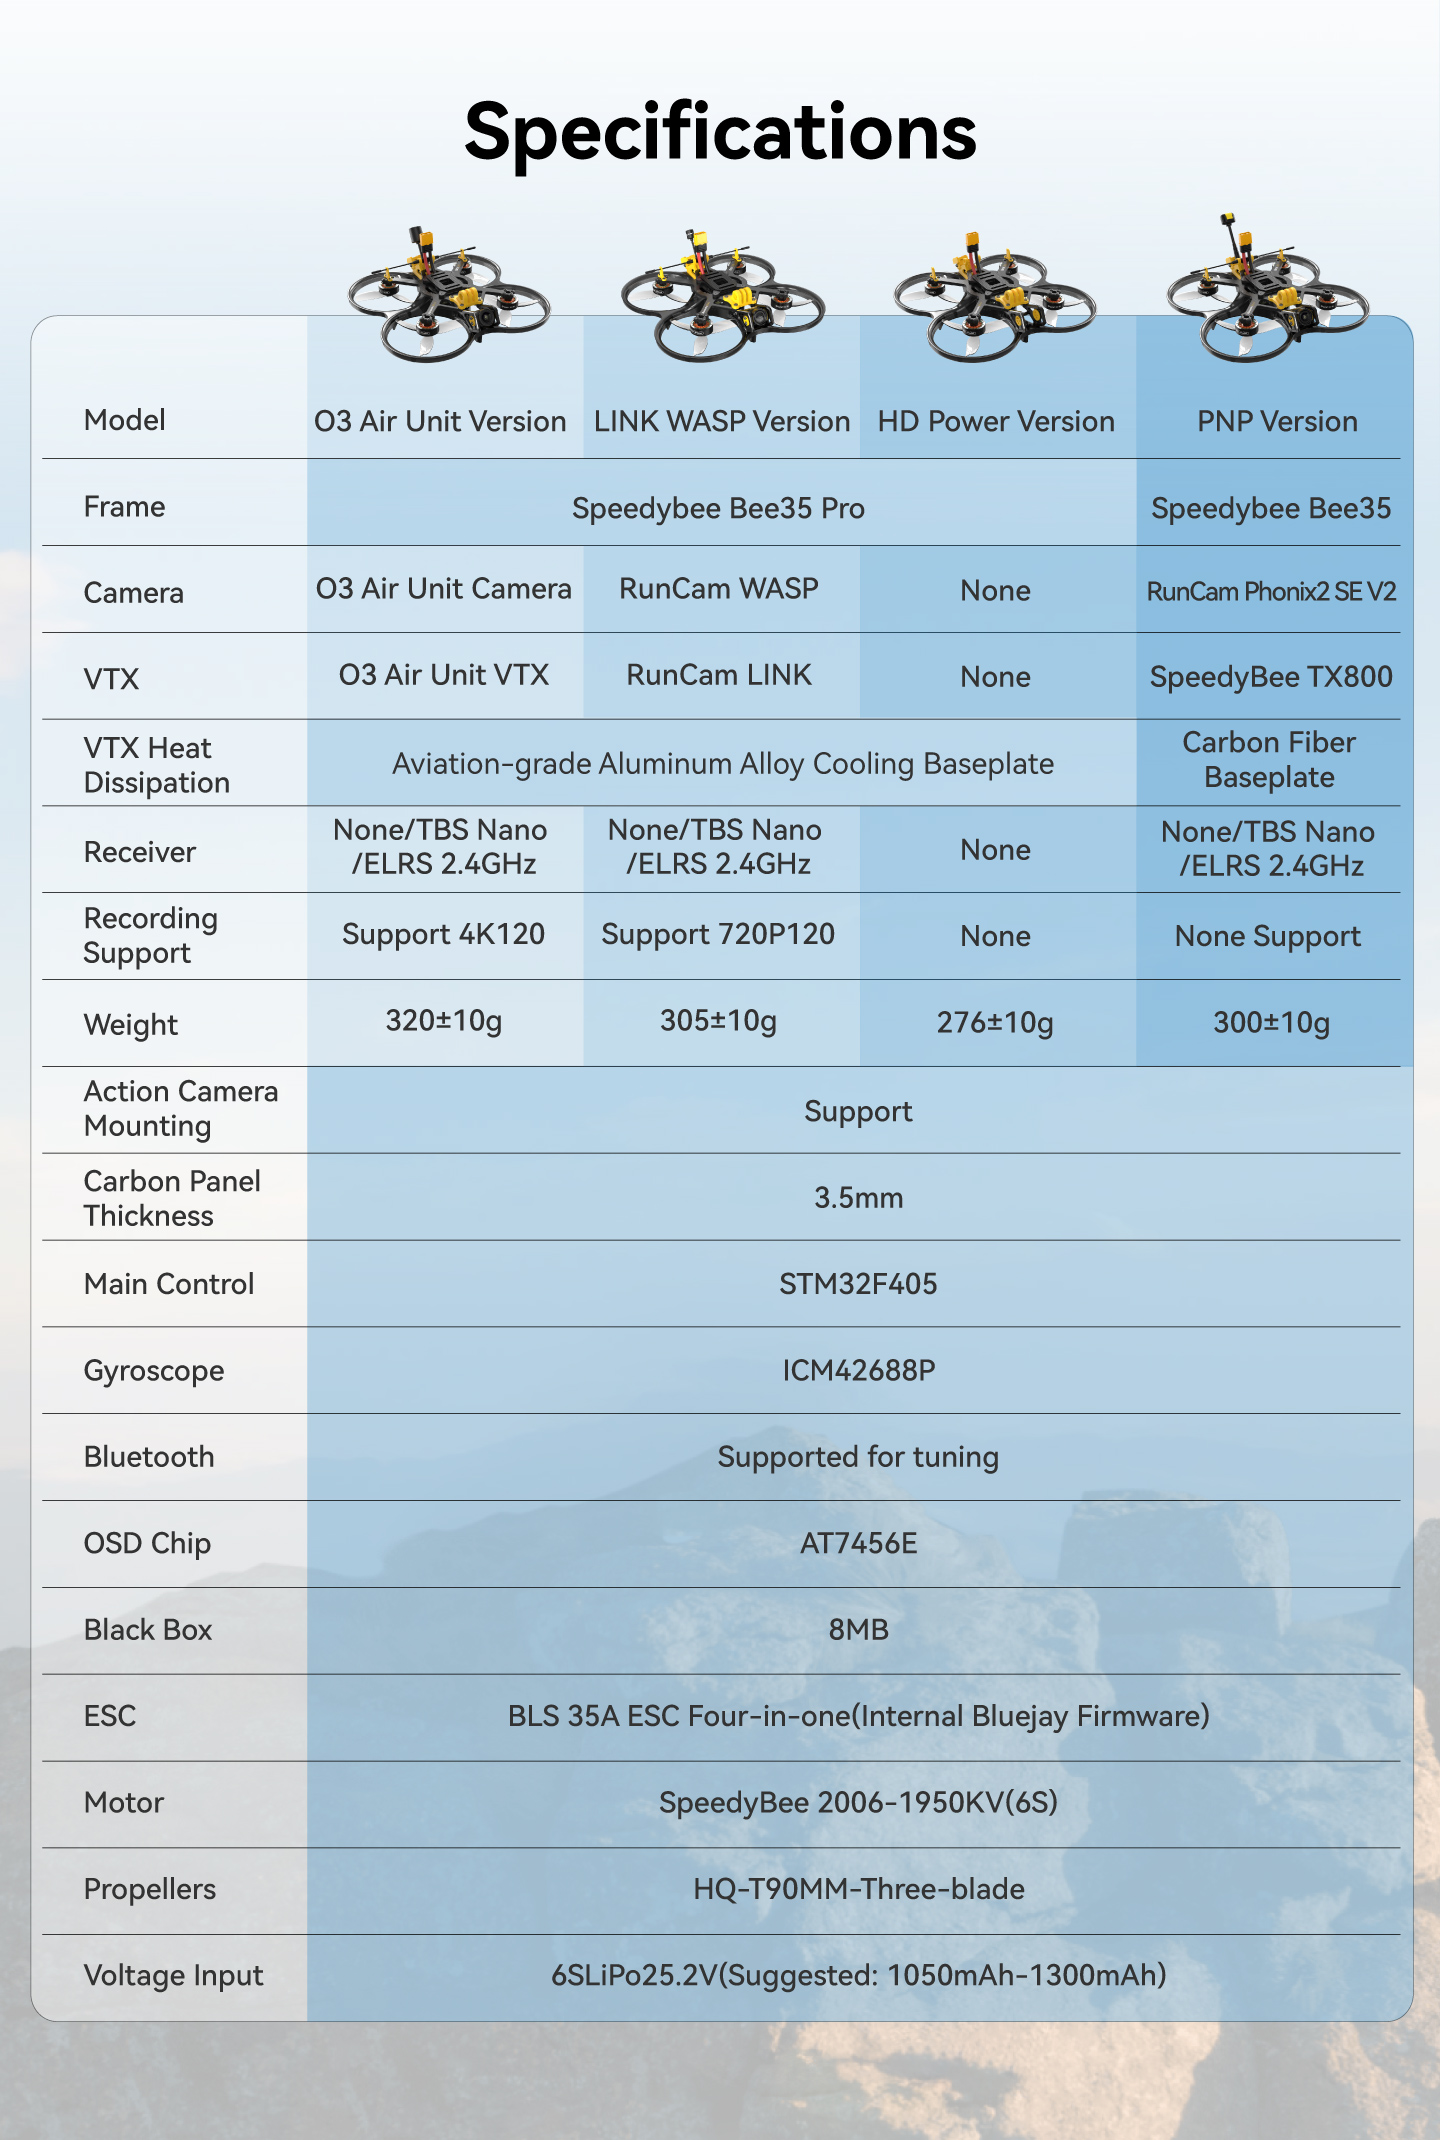 Specifications
Model
O3 Air Unit Version
LINK WASP Version
HD Power Version
PNP Version
Frame
Speedybee Bee35 Pro
Speedybee Bee35
Camera
O3 Air Unit Camera
RunCam WASP
None
RunCam Phonix2 SE V2
VTX
O3 Air Unit VTX
RunCam LINK
None
SpeedyBee TX800
VTX Heat
Dissipation
Aviation-grade Aluminum Alloy Cooling Baseplate
Carbon Fiber
Baseplate
Receiver
None/TBS Nano
/ELRS 2.4GHz
None/TBS Nano
/ELRS 2.4GHz
None
None/TBS Nano
/ELRS 2.4GHz
Recording
Support
Support 4K120
Support 720P120
None
None Support
Weight
320±10g
305±10g
276±10g
300±10g
Action Camera
Mounting
Support
Carbon Panel
Thickness
3.5mm
Main Control
STM32F405
Gyroscope
ICM42688P
Bluetooth
Supported for tuning
OSD Chip
AT7456E
Black Box
8MB
ESC
BLS 35A ESC Four-in-one(Internal Bluejay Firmware)
Motor
SpeedyBee 2006-1950KV(6S)
Propellers
HQ-T90MM-Three-blade
Voltage Input
6SLiPo25.2V(Suggested: 1050mAh-1300mAh)